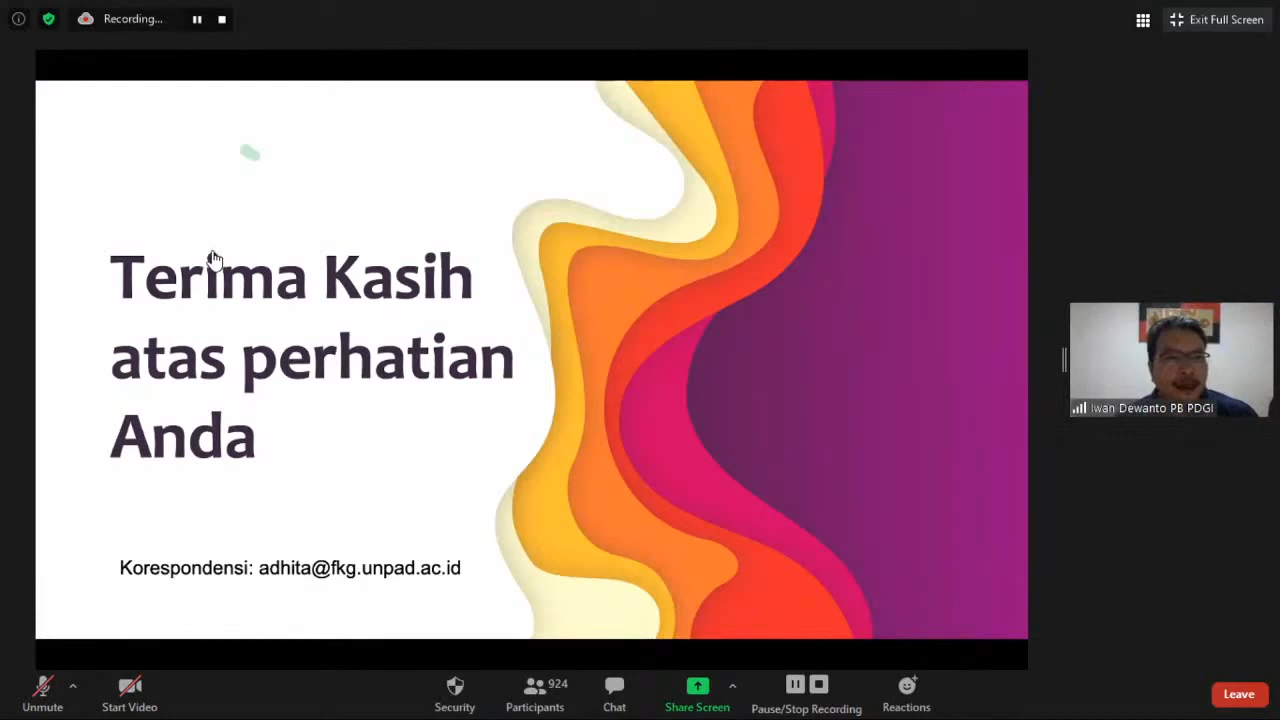 Recording...
Exit Full Screen
Terima Kasih
atas perhatian
Anda
Korespondensi: adhita@fkg.unpad.ac.id
Iwan Dewanto PB PDGI
Unmute
Start Video
Security
Participants
924
Chat
Share Screen
Pause/Stop Recording
Reactions
Leave